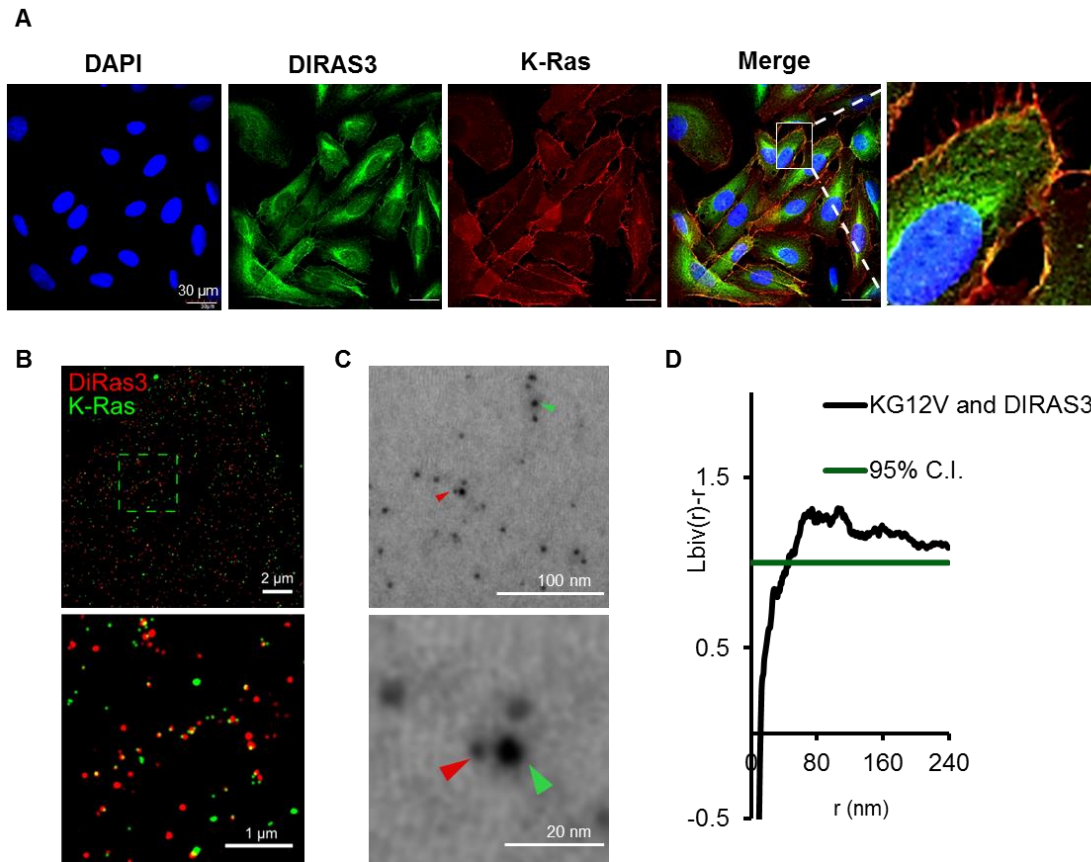 A
DAPI
DIRAS3
K-Ras
Merge
30 µm
B
DiRas3
K-Ras
2 µm
1 µm
C
100 nm
20 nm
D
KG12V and DIRAS3
95% C.I.
Lbiv(r)-r
1.5
0.5
-0.5
0 80 160 240
r (nm)